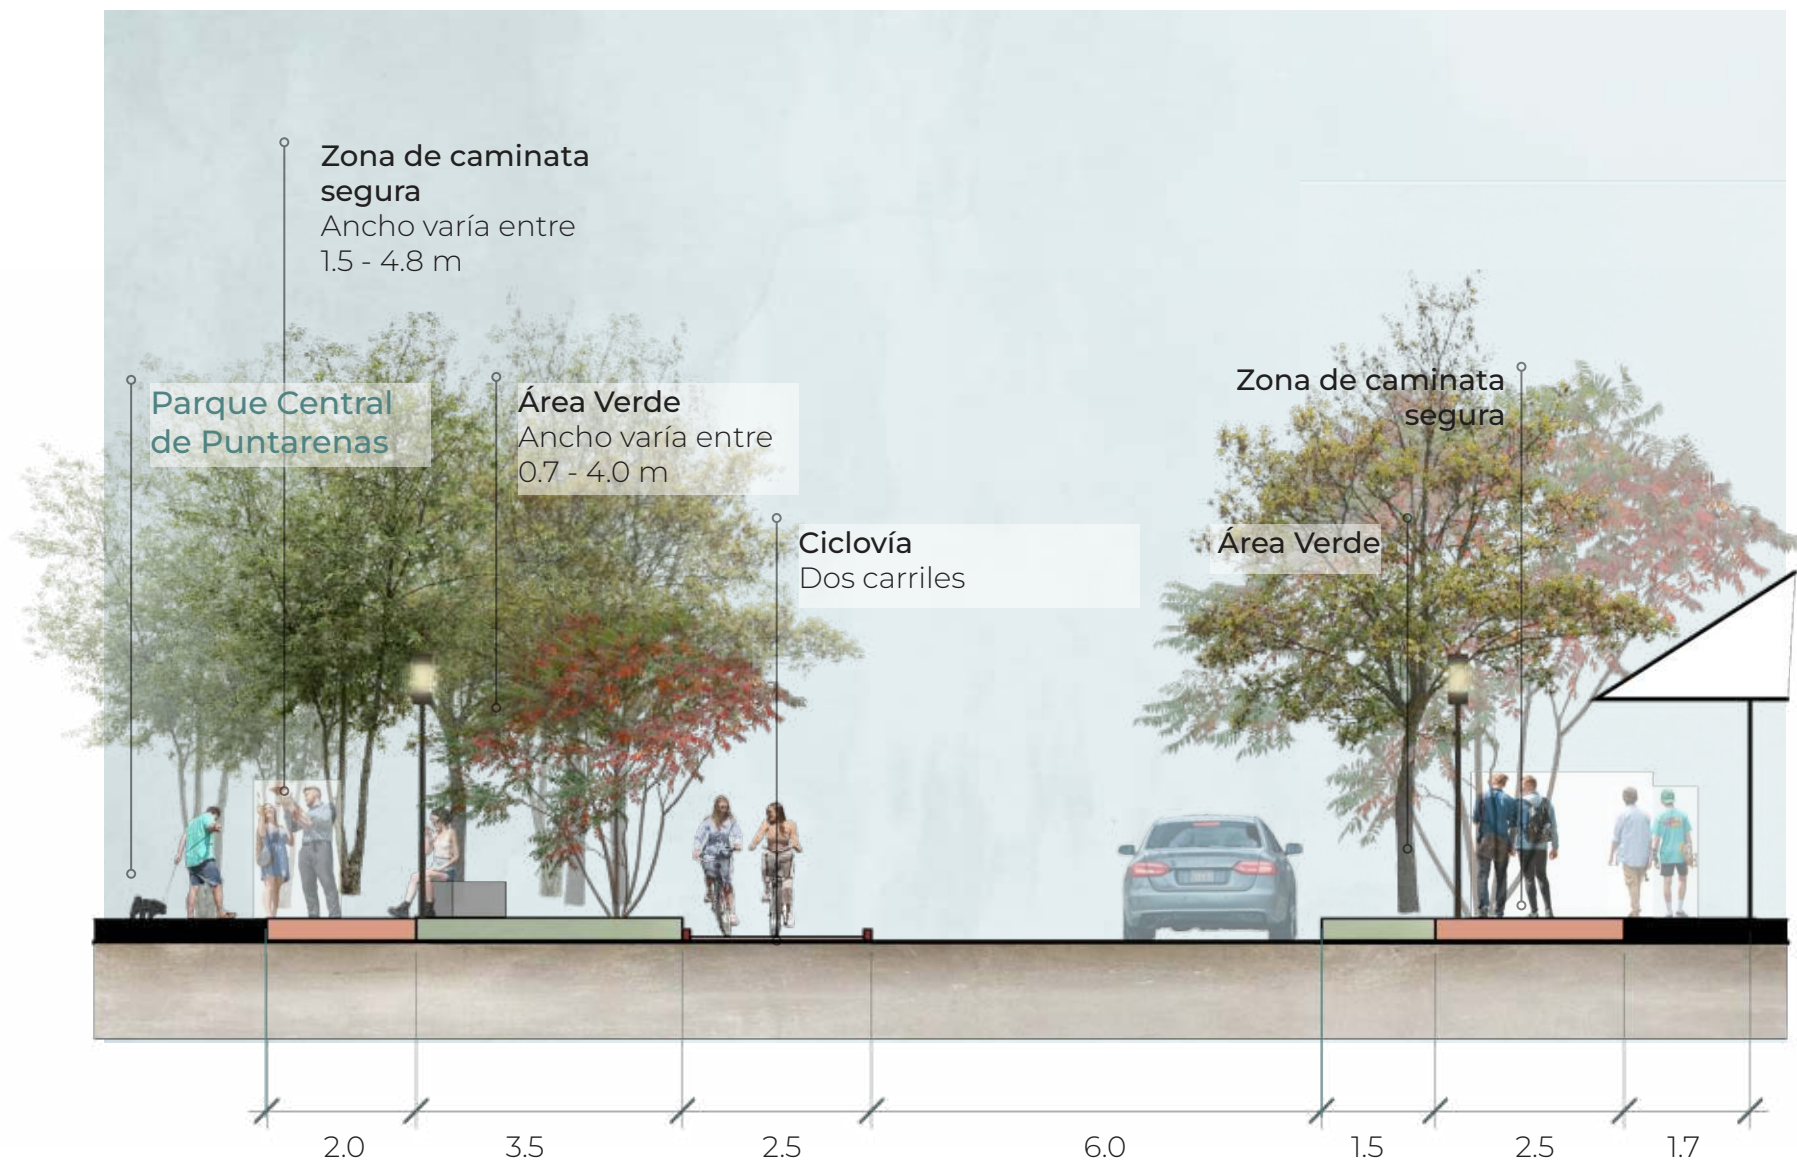 Zona de caminata
segura
Ancho varía entre
1.5 - 4.8 m
Parque Central
de Puntarenas
Área Verde
Ancho varía entre
0.7 - 4.0 m
Ciclovía
Dos carriles
Zona de caminata
segura
Área Verde
2.0
3.5
2.5
6.0
1.5
2.5
1.7